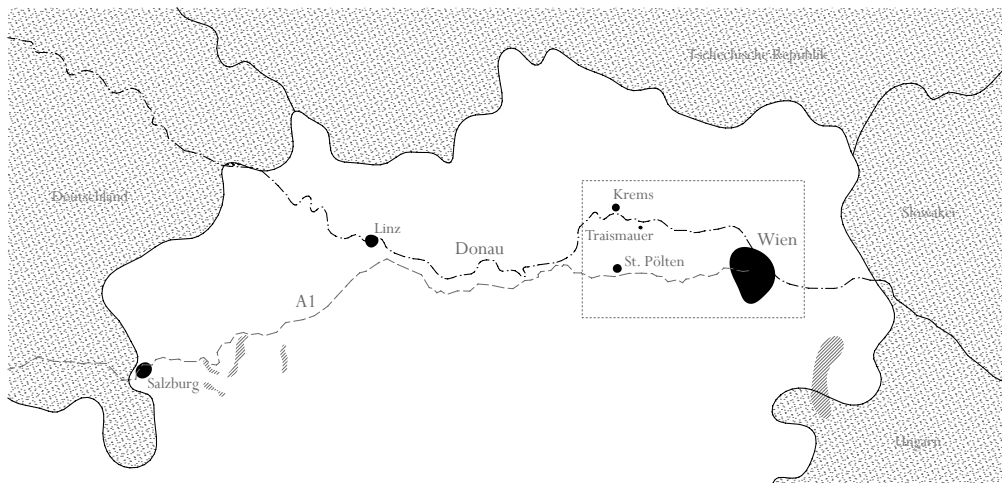 Tschechische Republik
Deutschland
Krems
Slowakei
Linz
Traismauer
Wien
Donau
St. Pölten
A1
Salzburg
Ungarn